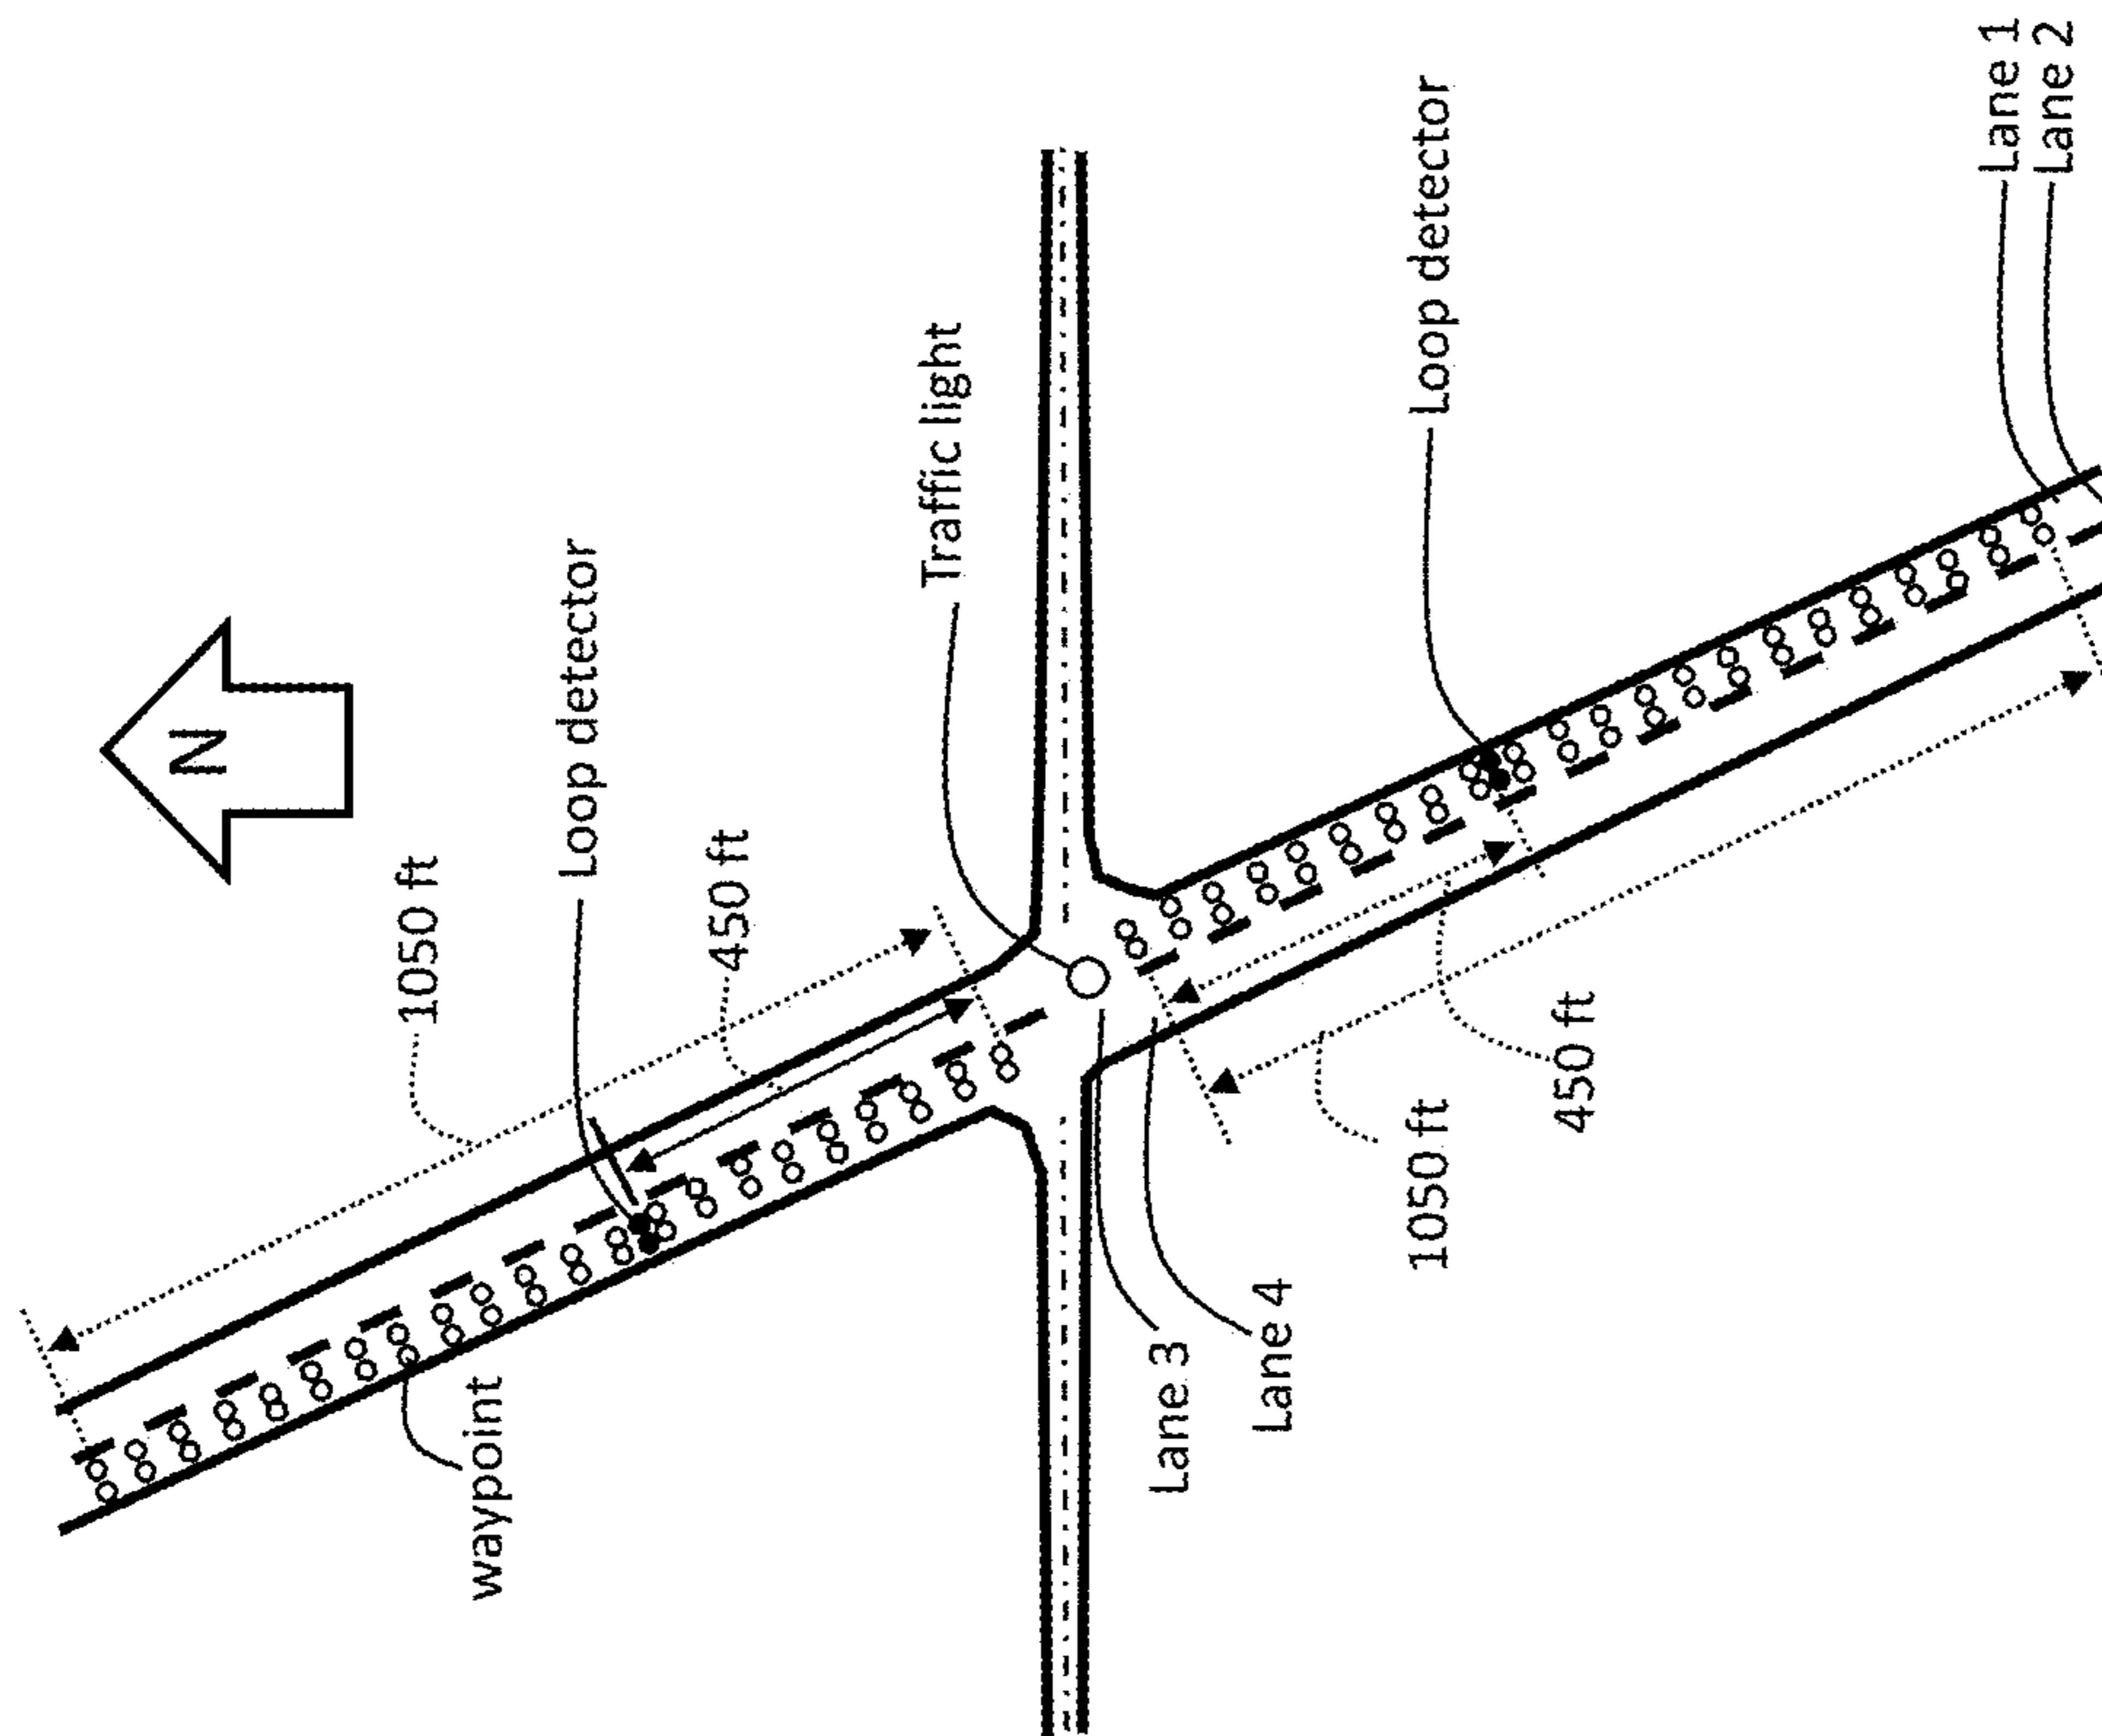 N
1050 ft
450 ft
Loop detector
Traffic light
Loop detector
Lane 1
Lane 2
waypoint
Lane 3
Lane 4
1050 ft
450 ft